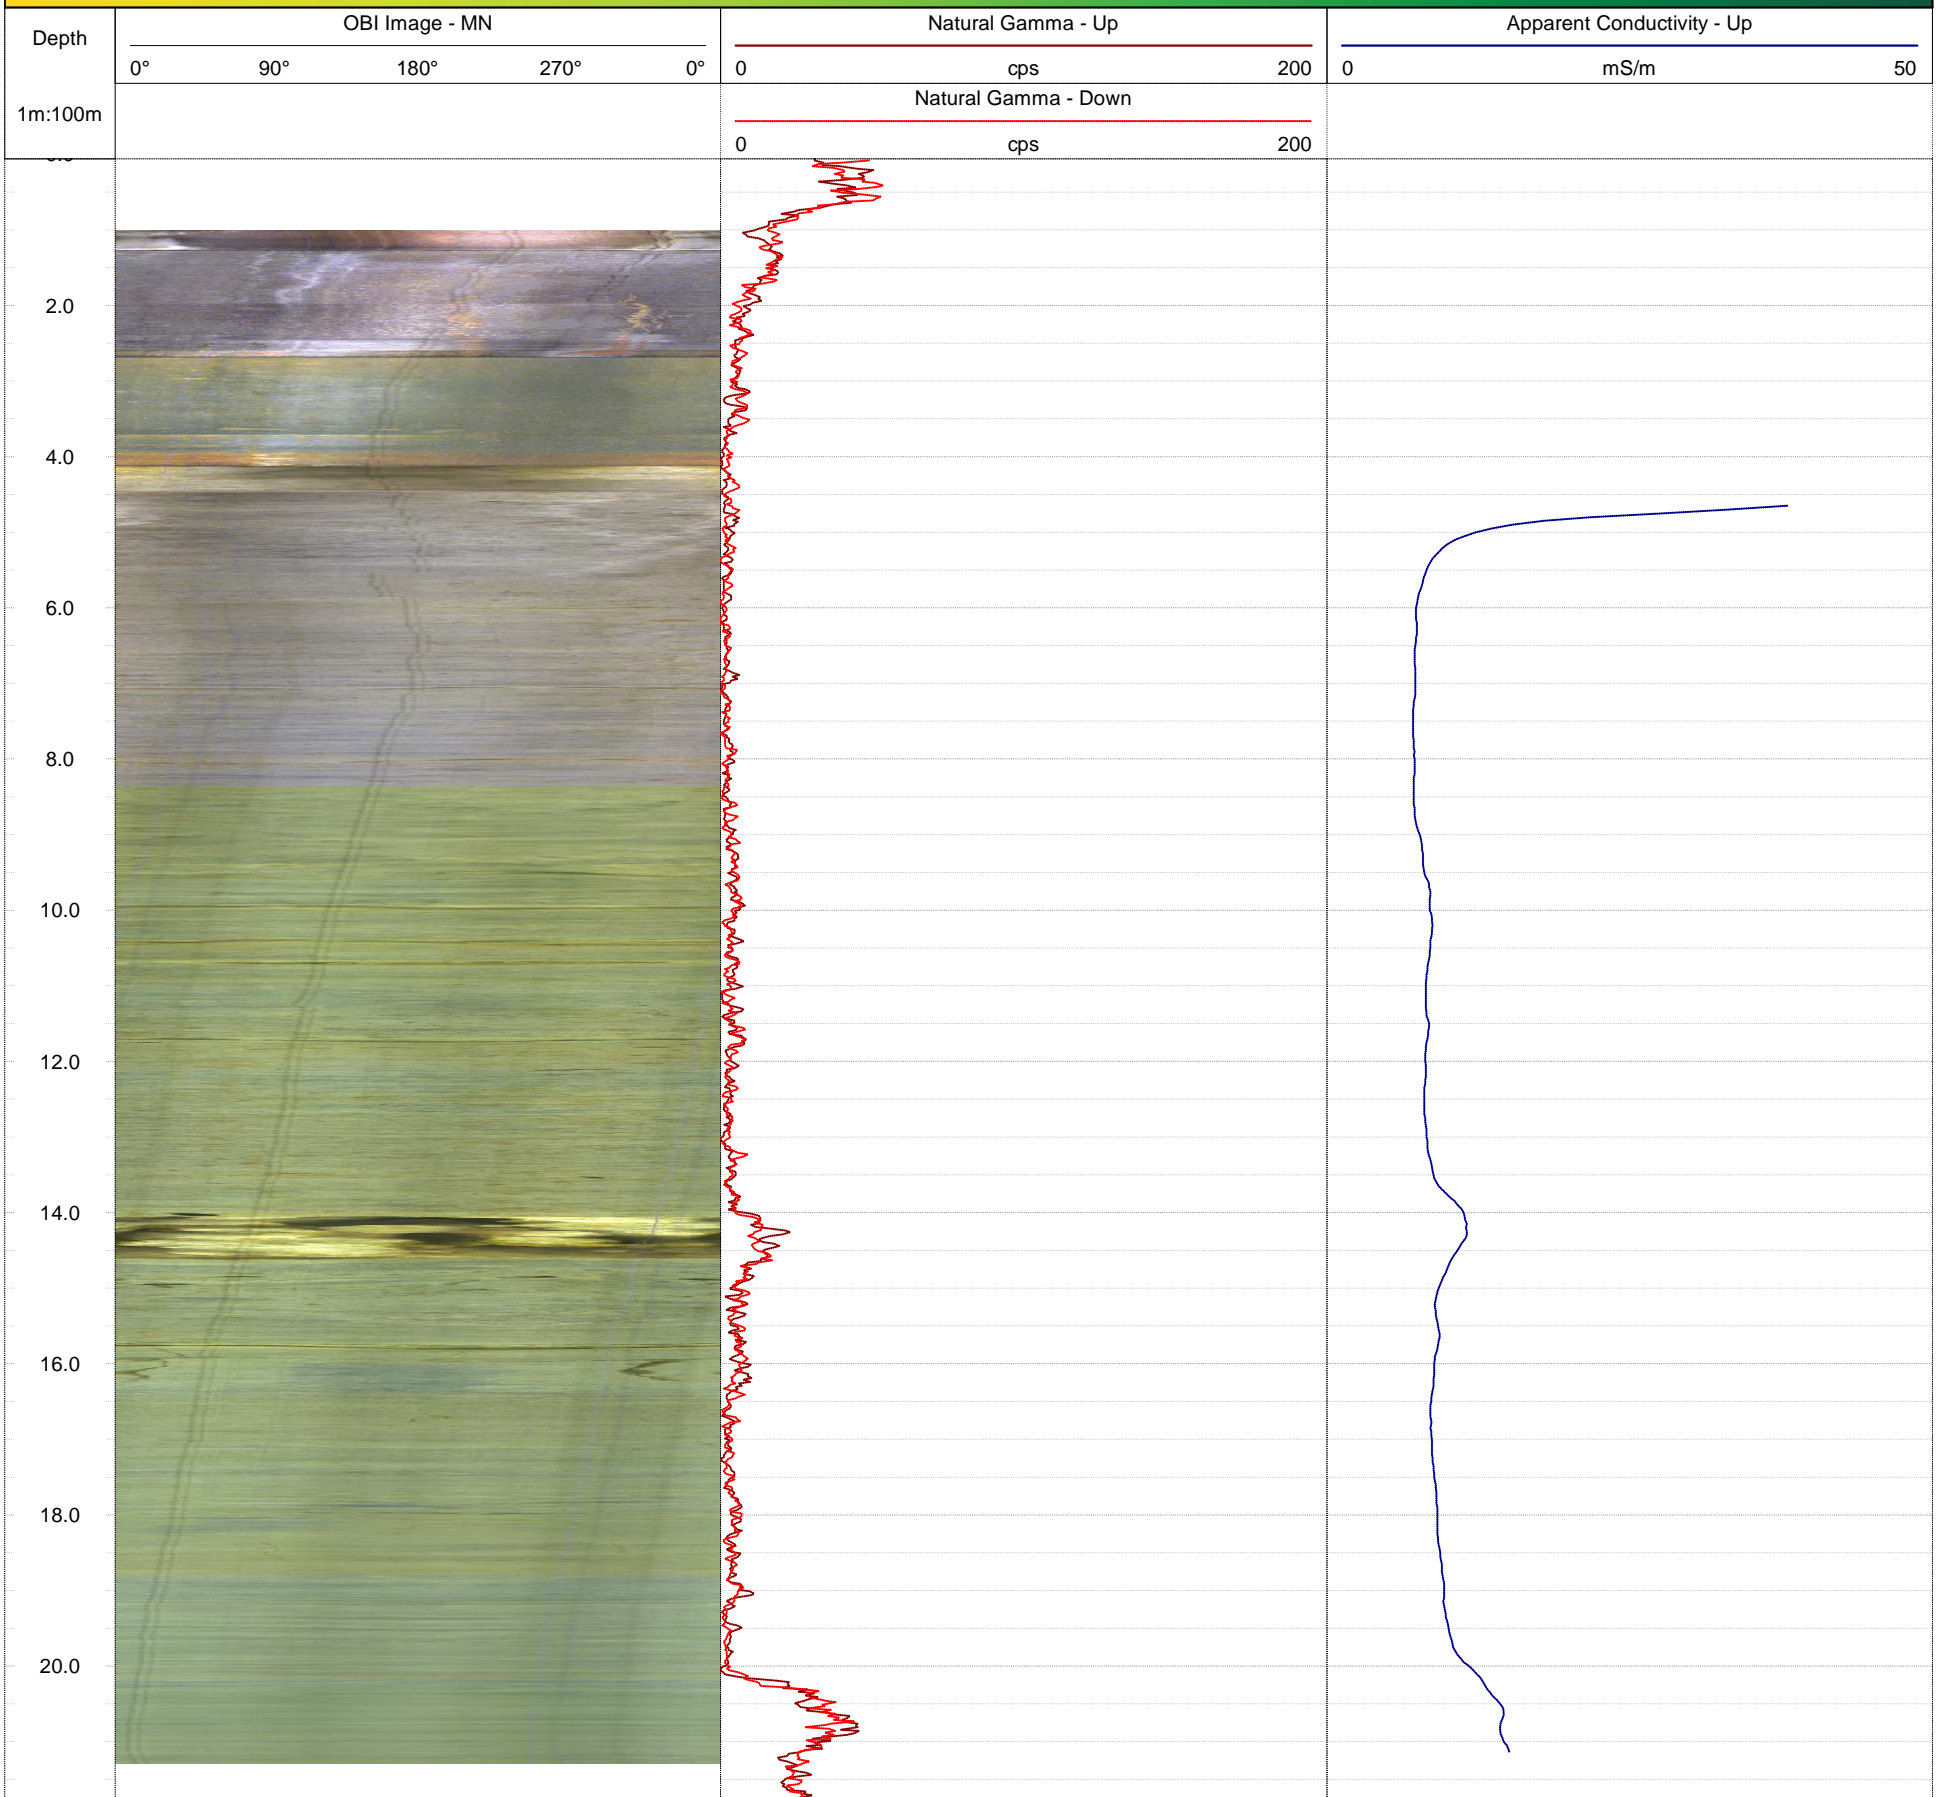 Depth
1m:100m
OBI Image - MN
0° 90° 180° 270° 0°
Natural Gamma - Up
0 cps 200
Natural Gamma - Down
0 cps 200
Apparent Conductivity - Up
0 mS/m 50
2.0
4.0
6.0
8.0
10.0
12.0
14.0
16.0
18.0
20.0